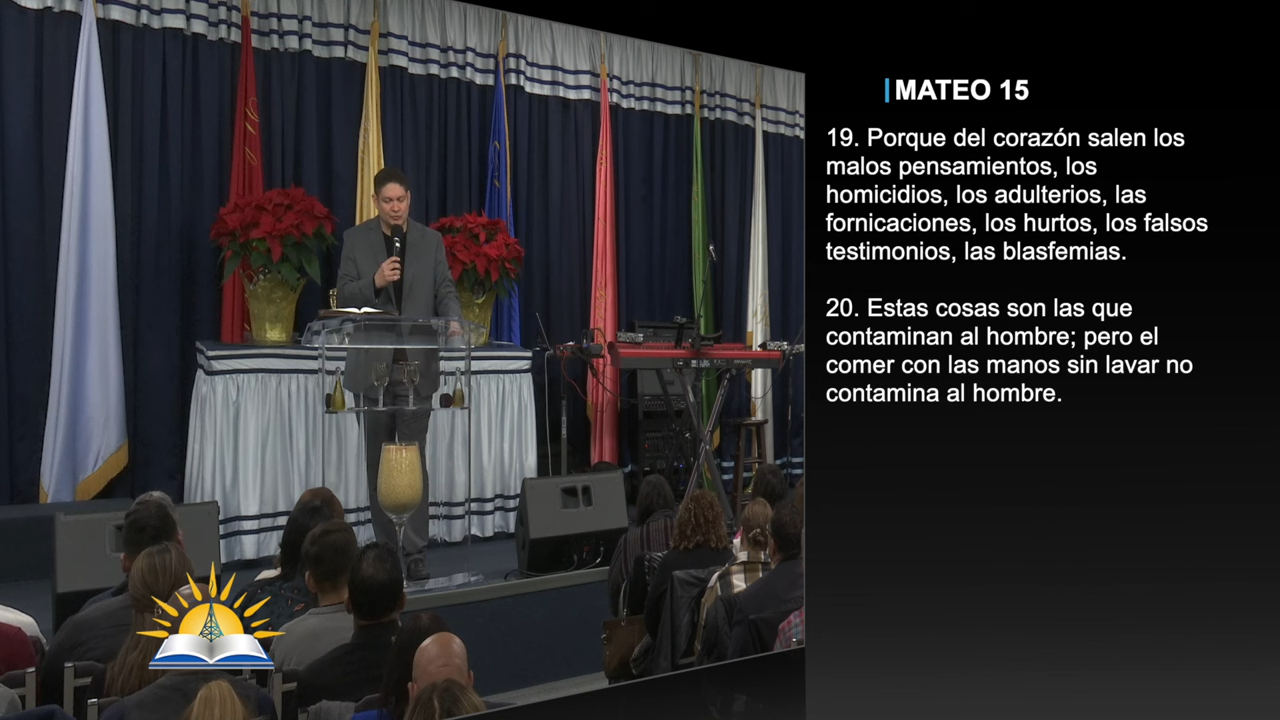 MATEO 15
19. Porque del corazón salen los
malos pensamientos, los
homicidios, los adulterios, las
fornicaciones, los hurtos, los falsos
testimonios, las blasfemias.
20. Estas cosas son las que
contaminan al hombre; pero el
comer con las manos sin lavar no
contamina al hombre.